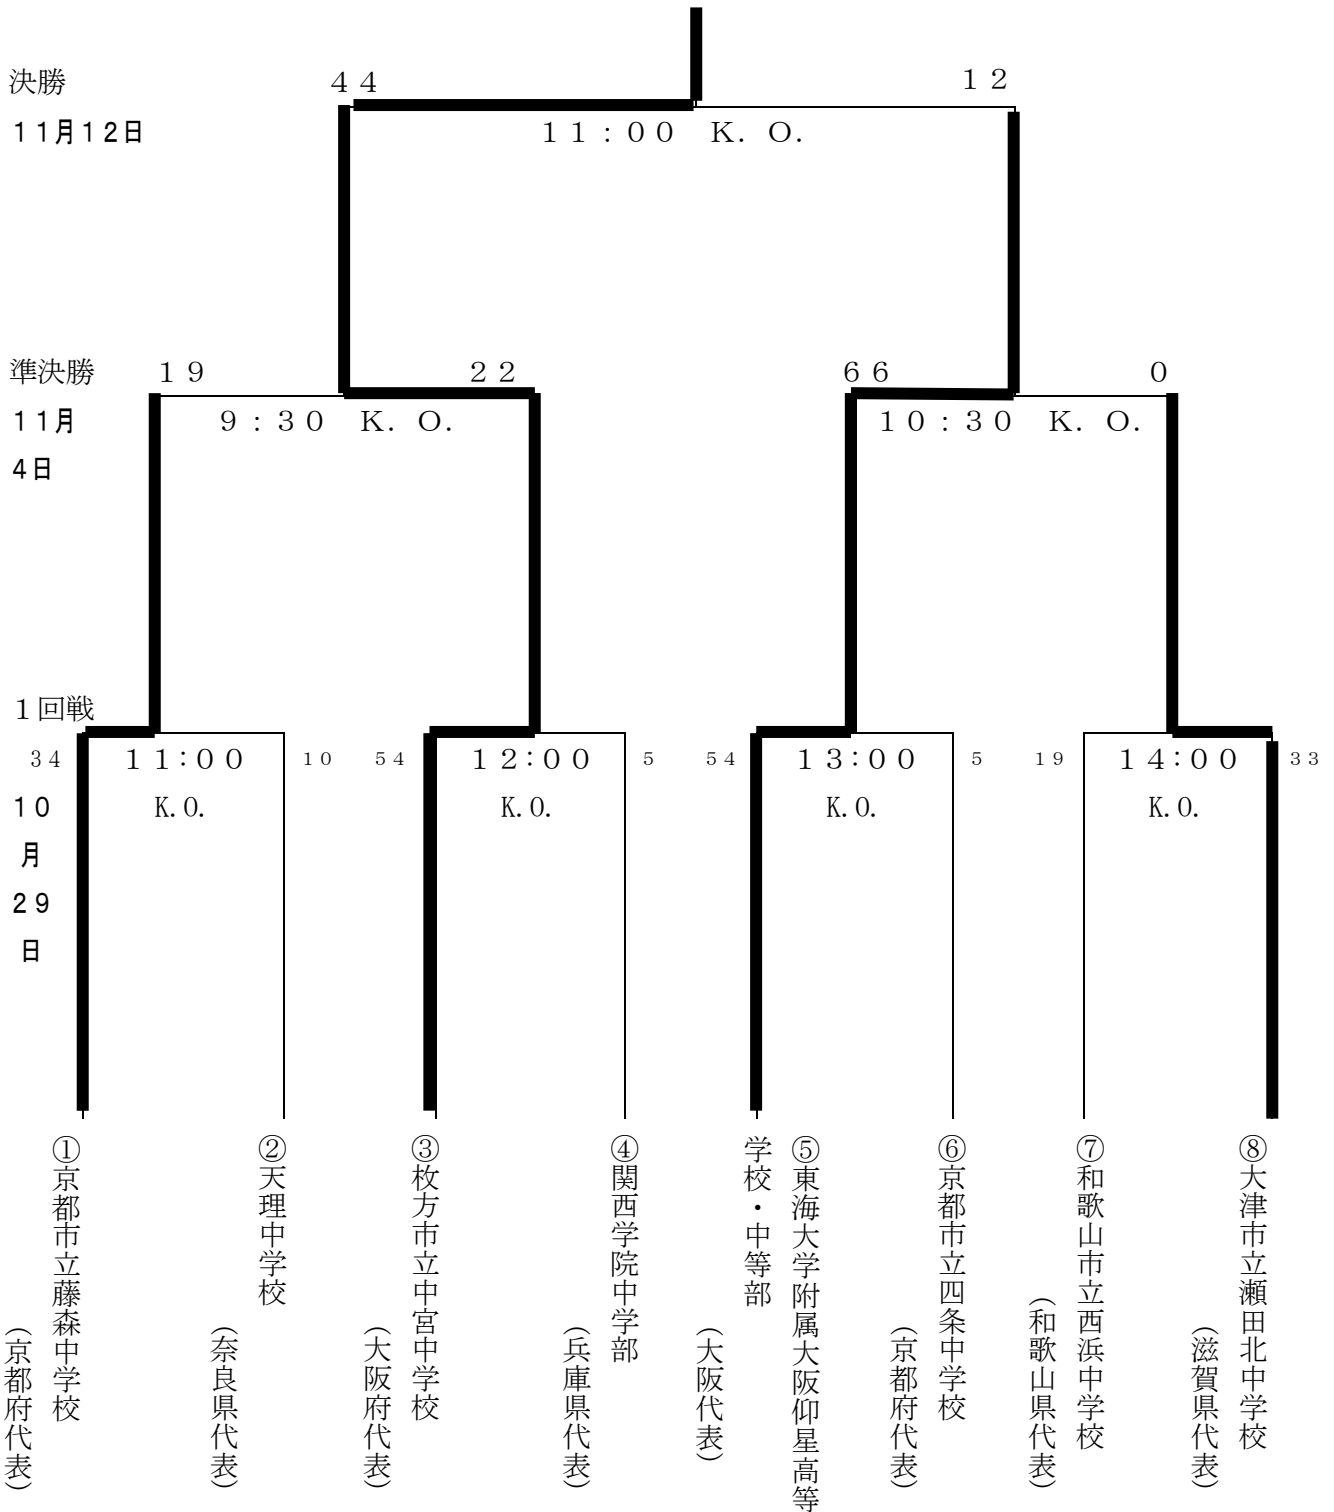 決勝
44
12
11月12日
11:00 K. O.
準決勝
19
22
66
0
11月
4日
9:30 K. O.
10:30 K. O.
1回戦
34
11:00
10
54
12:00
5
54
13:00
5
19
14:00
33
K.O.
K.O.
K.O.
K.O.
10
月
29
日
①京都市立藤森中学校
(京都府代表)
②天理中学校
(奈良県代表)
③枚方市立中宮中学校
(大阪府代表)
④関西学院中学部
(兵庫県代表)
⑤東海大学附属大阪仰星高等
学校・中等部
(大阪代表)
⑥京都市立四条中学校
(京都府代表)
⑦和歌山市立西浜中学校
(和歌山県代表)
⑧大津市立瀬田北中学校
(滋賀県代表)